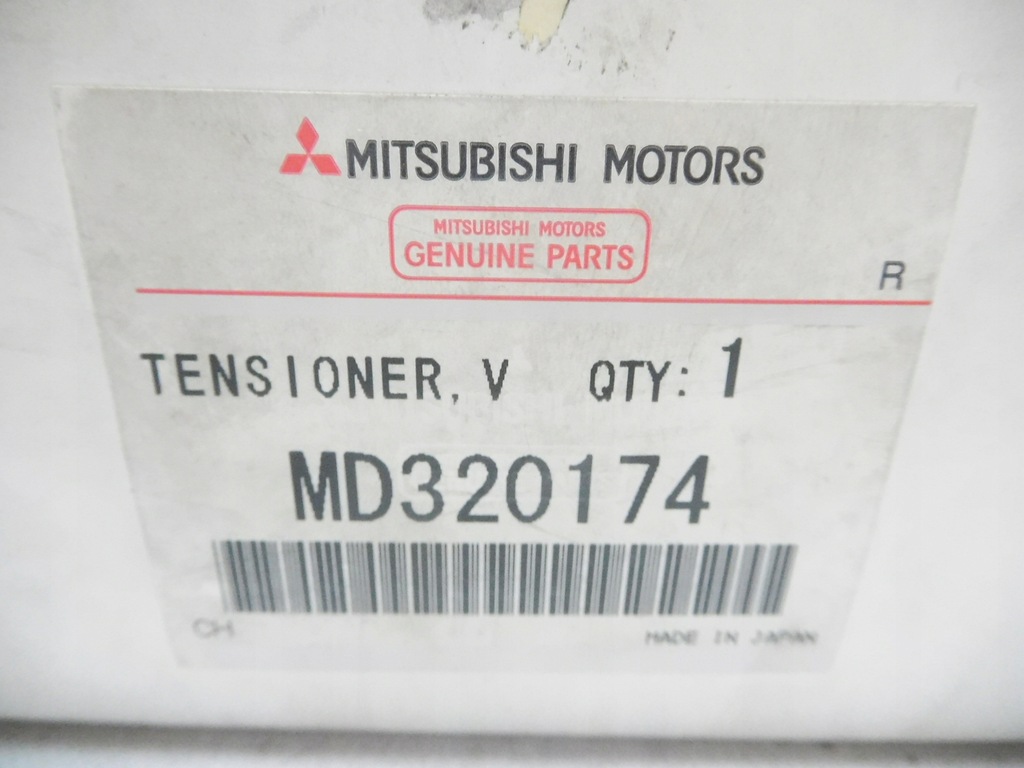 MITSUBISHI MOTORS
MITSUBISHI MOTORS
GENUINE PARTS
R
TENSIONER, V QTY: 1
MD320174
CH
MADE IN JAPAN